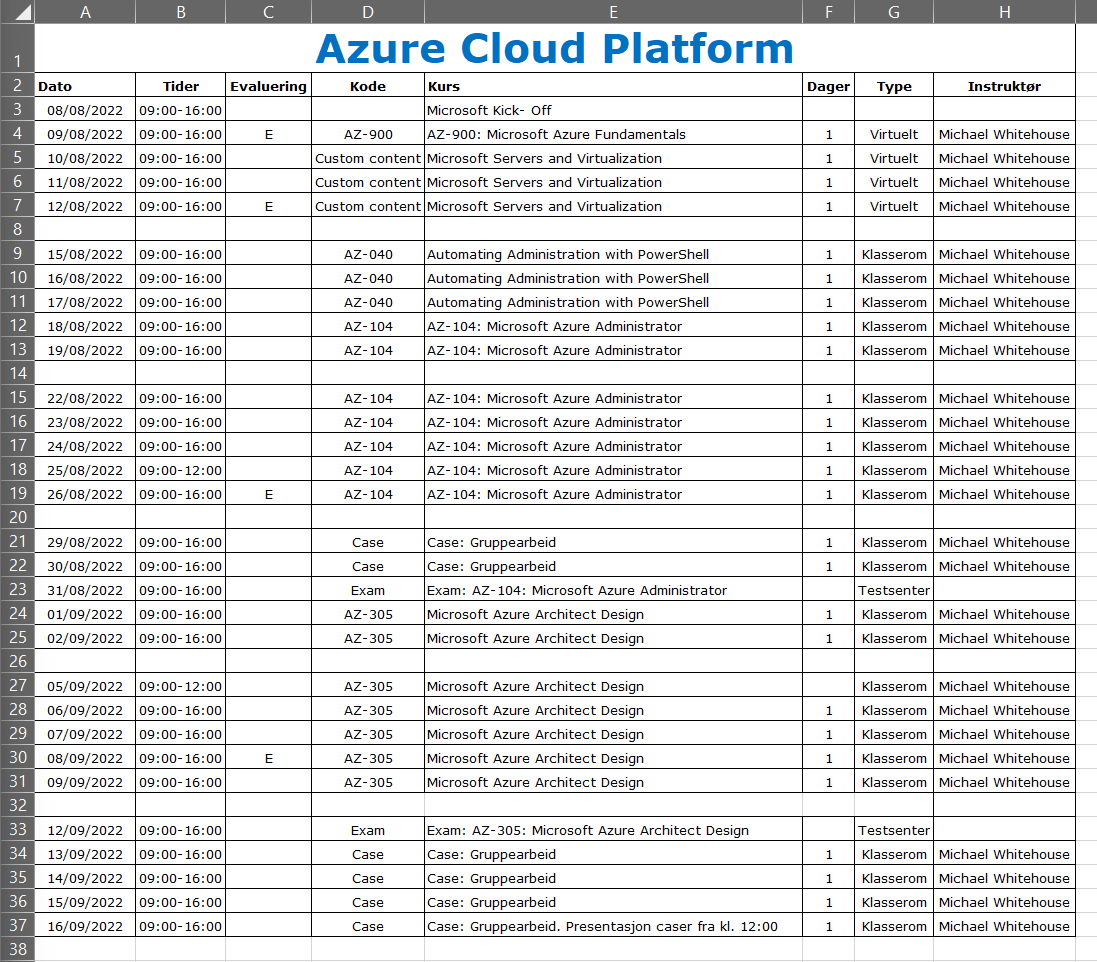 A B C D E F G H
1 Azure Cloud Platform
2 Dato Tider Evaluering Kode Kurs Dager Type Instruktør
3 08/08/2022 09:00-16:00 Microsoft Kick- Off
4 09/08/2022 09:00-16:00 E AZ-900 AZ-900: Microsoft Azure Fundamentals 1 Virtuelt Michael Whitehouse
5 10/08/2022 09:00-16:00 Custom content Microsoft Servers and Virtualization 1 Virtuelt Michael Whitehouse
6 11/08/2022 09:00-16:00 Custom content Microsoft Servers and Virtualization 1 Virtuelt Michael Whitehouse
7 12/08/2022 09:00-16:00 E Custom content Microsoft Servers and Virtualization 1 Virtuelt Michael Whitehouse
8
9 15/08/2022 09:00-16:00 AZ-040 Automating Administration with PowerShell 1 Klasserom Michael Whitehouse
10 16/08/2022 09:00-16:00 AZ-040 Automating Administration with PowerShell 1 Klasserom Michael Whitehouse
11 17/08/2022 09:00-16:00 AZ-040 Automating Administration with PowerShell 1 Klasserom Michael Whitehouse
12 18/08/2022 09:00-16:00 AZ-104 AZ-104: Microsoft Azure Administrator 1 Klasserom Michael Whitehouse
13 19/08/2022 09:00-16:00 AZ-104 AZ-104: Microsoft Azure Administrator 1 Klasserom Michael Whitehouse
14
15 22/08/2022 09:00-16:00 AZ-104 AZ-104: Microsoft Azure Administrator 1 Klasserom Michael Whitehouse
16 23/08/2022 09:00-16:00 AZ-104 AZ-104: Microsoft Azure Administrator 1 Klasserom Michael Whitehouse
17 24/08/2022 09:00-16:00 AZ-104 AZ-104: Microsoft Azure Administrator 1 Klasserom Michael Whitehouse
18 25/08/2022 09:00-12:00 AZ-104 AZ-104: Microsoft Azure Administrator 1 Klasserom Michael Whitehouse
19 26/08/2022 09:00-16:00 E AZ-104 AZ-104: Microsoft Azure Administrator 1 Klasserom Michael Whitehouse
20
21 29/08/2022 09:00-16:00 Case Case: Gruppearbeid 1 Klasserom Michael Whitehouse
22 30/08/2022 09:00-16:00 Case Case: Gruppearbeid 1 Klasserom Michael Whitehouse
23 31/08/2022 09:00-16:00 Exam Exam: AZ-104: Microsoft Azure Administrator Testsenter
24 01/09/2022 09:00-16:00 AZ-305 Microsoft Azure Architect Design 1 Klasserom Michael Whitehouse
25 02/09/2022 09:00-16:00 AZ-305 Microsoft Azure Architect Design 1 Klasserom Michael Whitehouse
26
27 05/09/2022 09:00-12:00 AZ-305 Microsoft Azure Architect Design Klasserom Michael Whitehouse
28 06/09/2022 09:00-16:00 AZ-305 Microsoft Azure Architect Design 1 Klasserom Michael Whitehouse
29 07/09/2022 09:00-16:00 AZ-305 Microsoft Azure Architect Design 1 Klasserom Michael Whitehouse
30 08/09/2022 09:00-16:00 E AZ-305 Microsoft Azure Architect Design 1 Klasserom Michael Whitehouse
31 09/09/2022 09:00-16:00 AZ-305 Microsoft Azure Architect Design 1 Klasserom Michael Whitehouse
32
33 12/09/2022 09:00-16:00 Exam Exam: AZ-305: Microsoft Azure Architect Design Testsenter
34 13/09/2022 09:00-16:00 Case Case: Gruppearbeid 1 Klasserom Michael Whitehouse
35 14/09/2022 09:00-16:00 Case Case: Gruppearbeid 1 Klasserom Michael Whitehouse
36 15/09/2022 09:00-16:00 Case Case: Gruppearbeid 1 Klasserom Michael Whitehouse
37 16/09/2022 09:00-16:00 Case Case: Gruppearbeid. Presentasjon caser fra kl. 12:00 1 Klasserom Michael Whitehouse
38